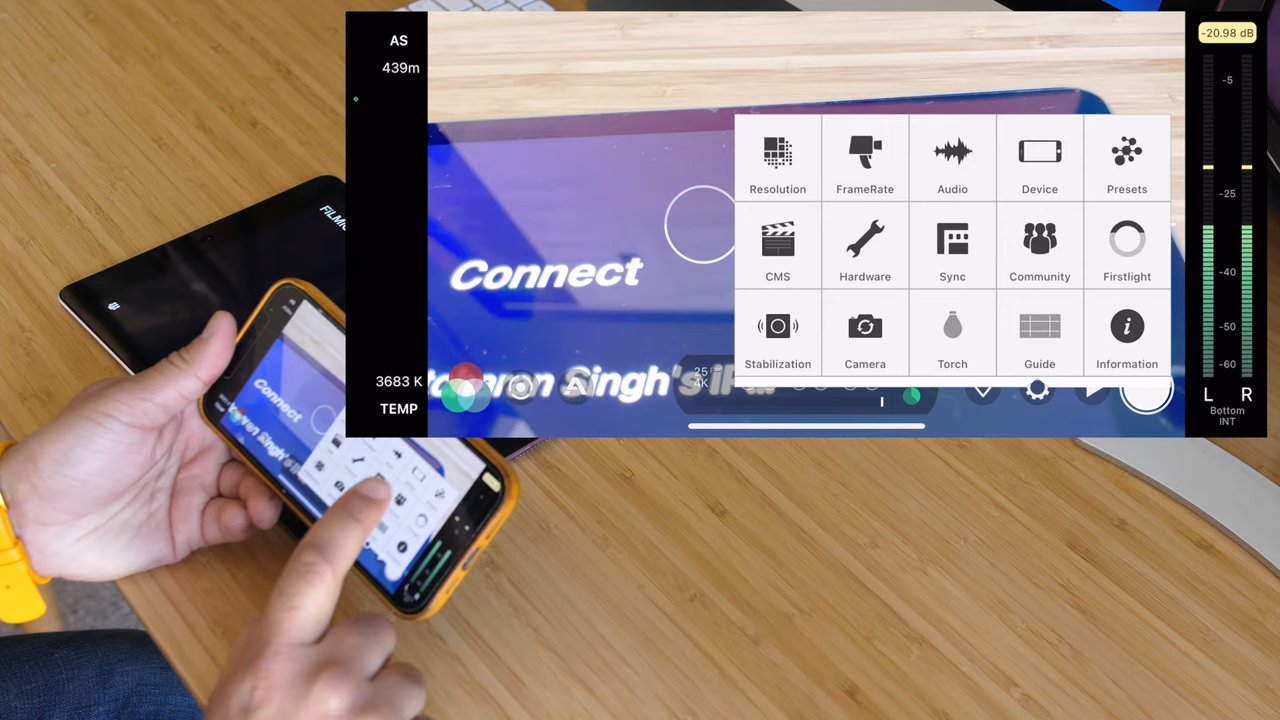 AS
439m
3683 K
TEMP
Connect
Singh's
25
4K
Resolution
FrameRate
Audio
Device
Presets
CMS
Hardware
Sync
Community
Firstlight
Stabilization
Camera
Torch
Guide
Information
-20.98 dB
-5
-25
-40
-50
-60
L R
Bottom
INT
Connect